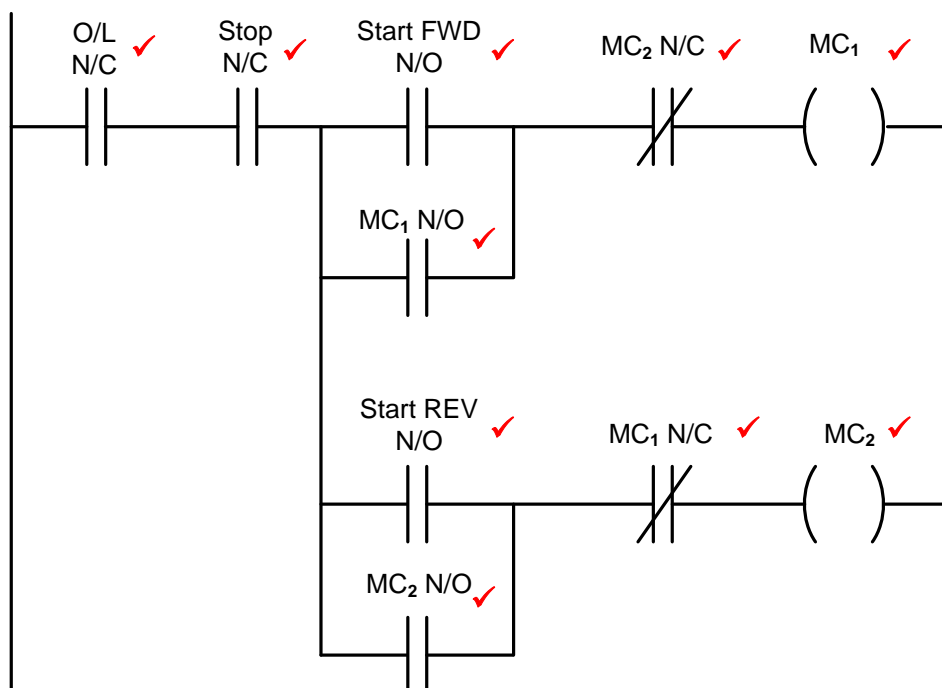 O/L
N/C
Stop
N/C
Start FWD
N/O
MC₂ N/C
MC₁
MC₁ N/O
Start REV
N/O
MC₁ N/C
MC₂
MC₂ N/O